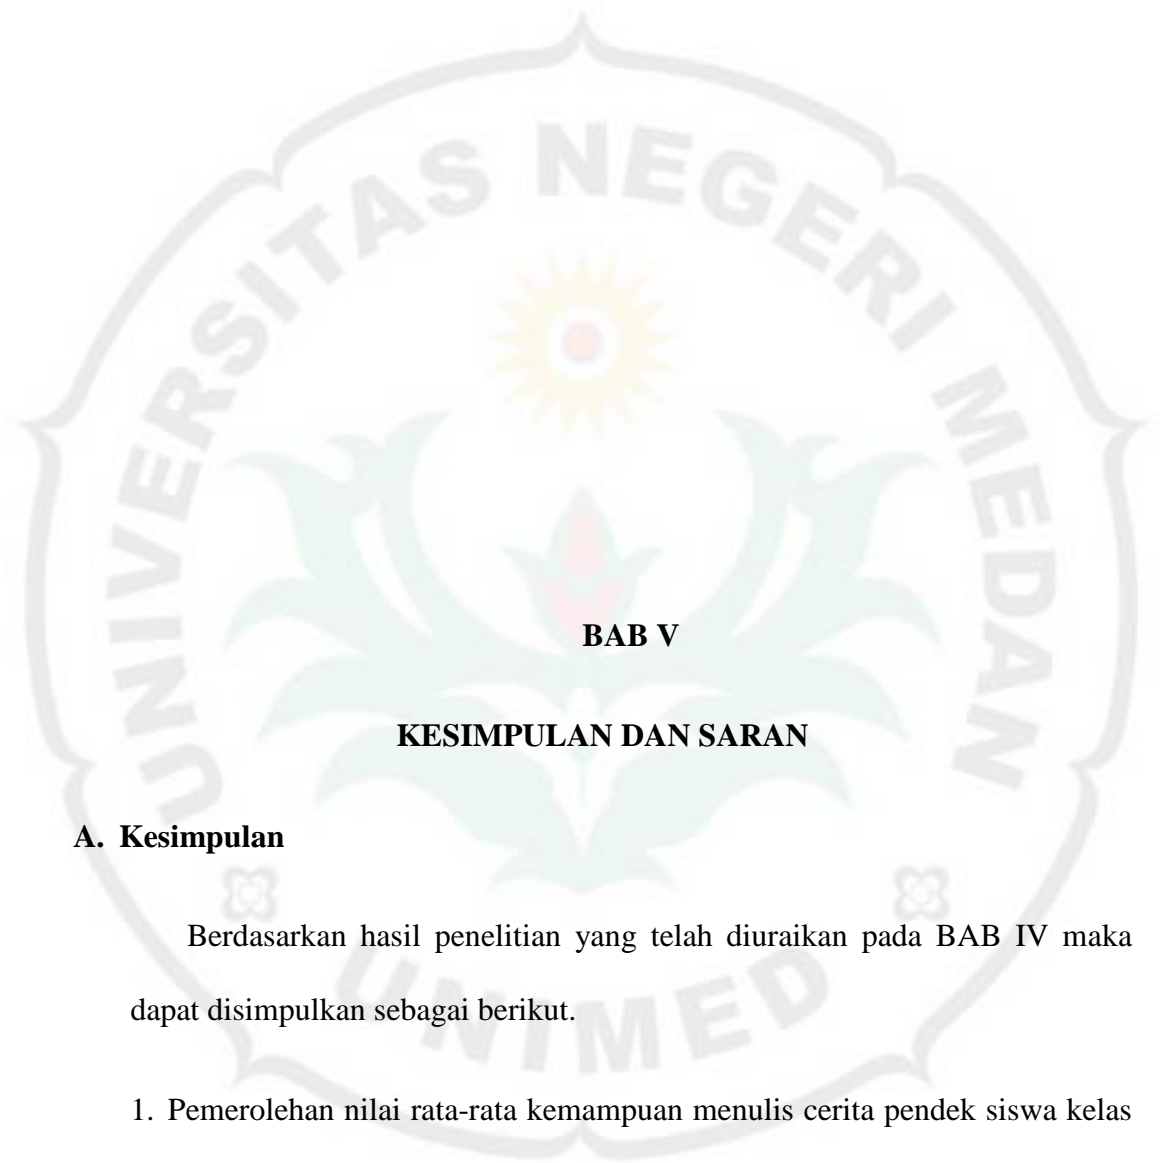 UNIVERSITAS NEGERI MEDAN
BAB V
KESIMPULAN DAN SARAN
A. Kesimpulan
Berdasarkan hasil penelitian yang telah diuraikan pada BAB IV maka
dapat disimpulkan sebagai berikut.
UNIMED
1. Pemerolehan nilai rata-rata kemampuan menulis cerita pendek siswa kelas